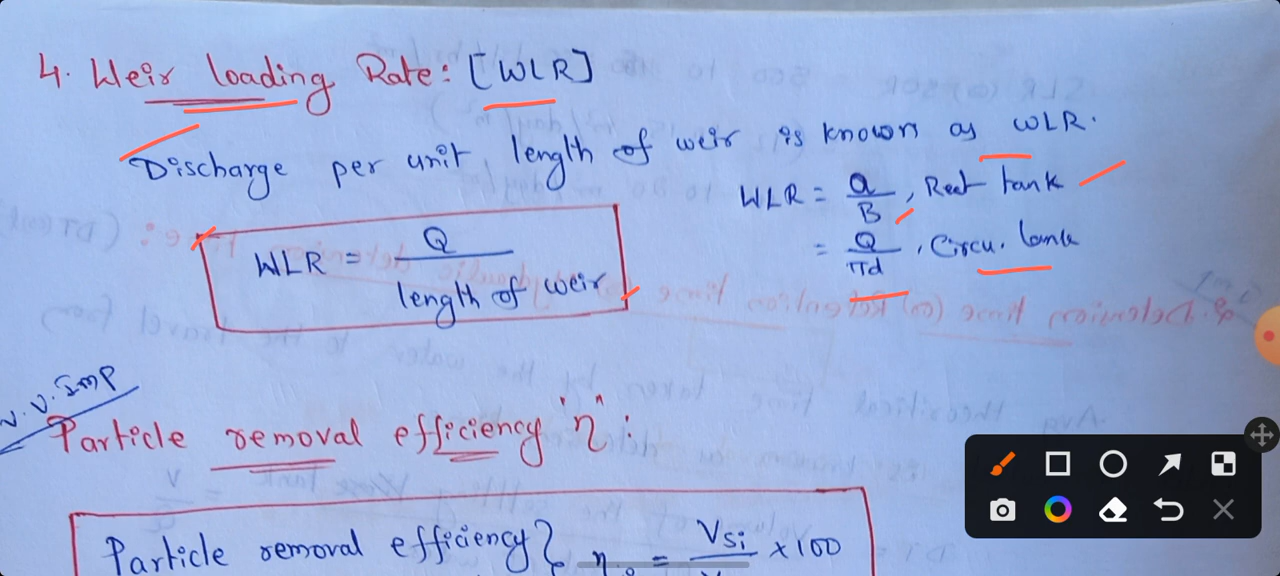 4. Weir loading Rate: [WLR]
Discharge per unit length of weir is known as WLR.
WLR = Q/B, Rect tank
= Q/πd, Circu. tank
WLR = Q/length of weir
V.V.Imp
Particle removal efficiency "η":
Particle removal efficiency} η = Vsi/ x100